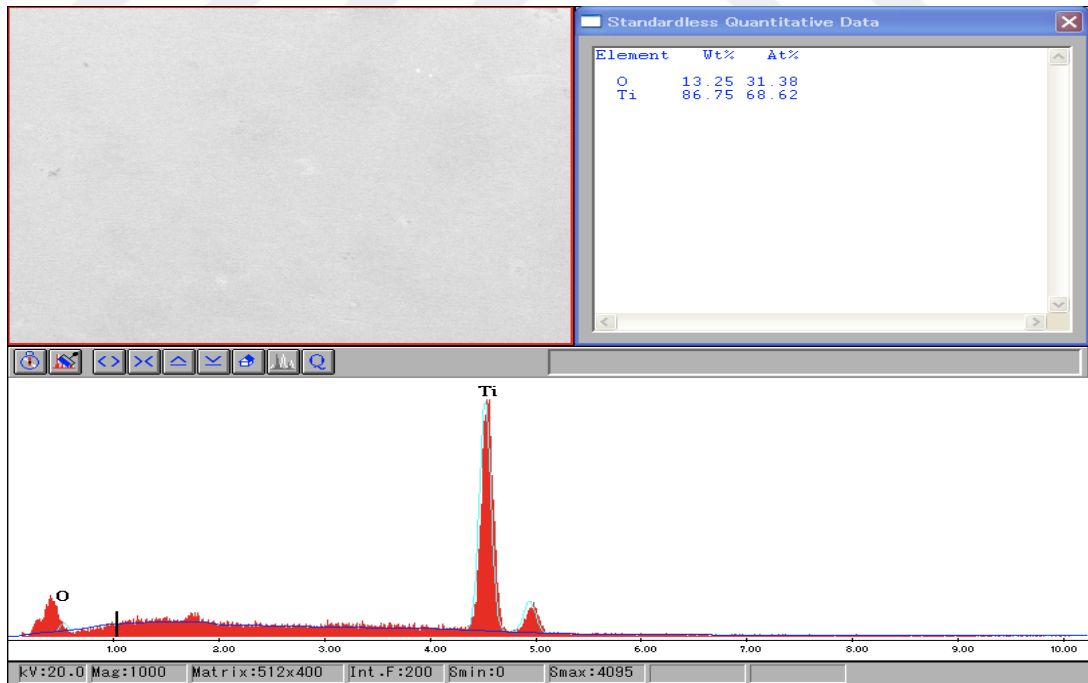 Standardless Quantitative Data
Element Wt% At%
O 13.25 31.38
Ti 86.75 68.62
<> >< Q
Ti
O
1.00 2.00 3.00 4.00 5.00 6.00 7.00 8.00 9.00 10.00
kV:20.0 Mag:1000 Matrix:512x400 Int.F:200 Smin:0 Smax:4095